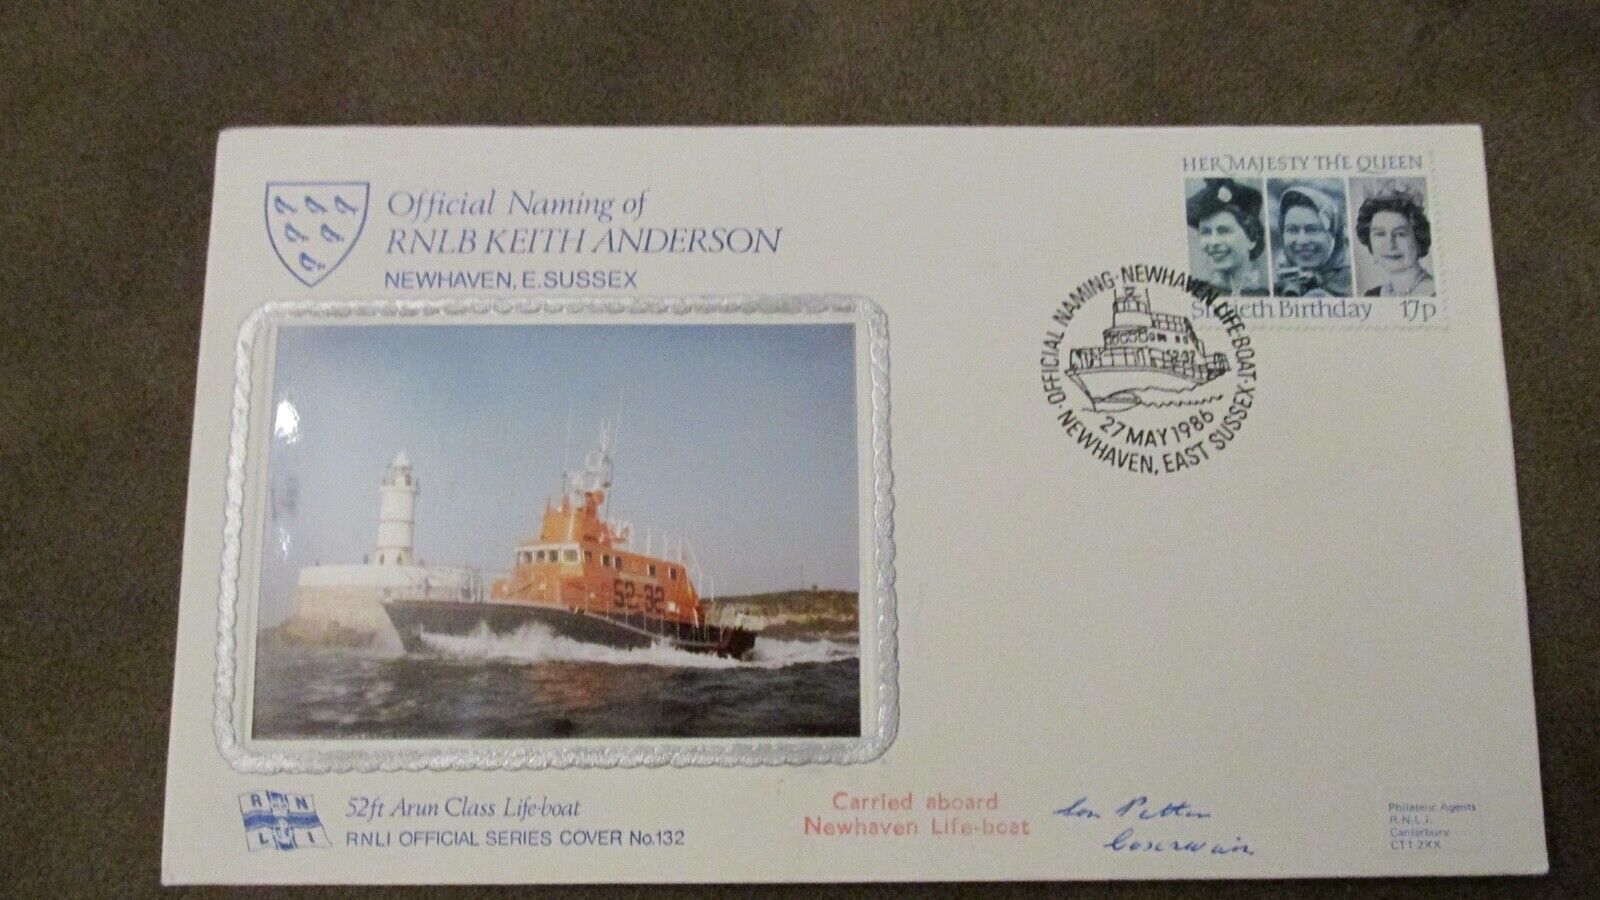 Official Naming of
RNLB KEITH ANDERSON
NEWHAVEN, E. SUSSEX
HER MAJESTY THE QUEEN
Sixtieth Birthday 17p
OFFICIAL NAMING · NEWHAVEN LIFE-BOAT ·
52-32
27 MAY 1986
· NEWHAVEN, EAST SUSSEX ·
52-32
R N
L I
52ft Arun Class Life-boat
RNLI OFFICIAL SERIES COVER No.132
Carried aboard
Newhaven Life-boat
Coxswain
Philatelic Agents
R.N.L.I.
Canterbury
CT1 2XX